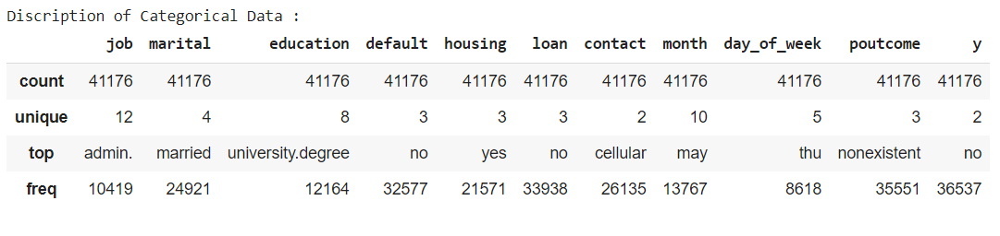 Discription of Categorical Data :
job marital education default housing loan contact month day_of_week poutcome y
count 41176 41176 41176 41176 41176 41176 41176 41176 41176 41176 41176
unique 12 4 8 3 3 3 2 10 5 3 2
top admin. married university.degree no yes no cellular may thu nonexistent no
freq 10419 24921 12164 32577 21571 33938 26135 13767 8618 35551 36537